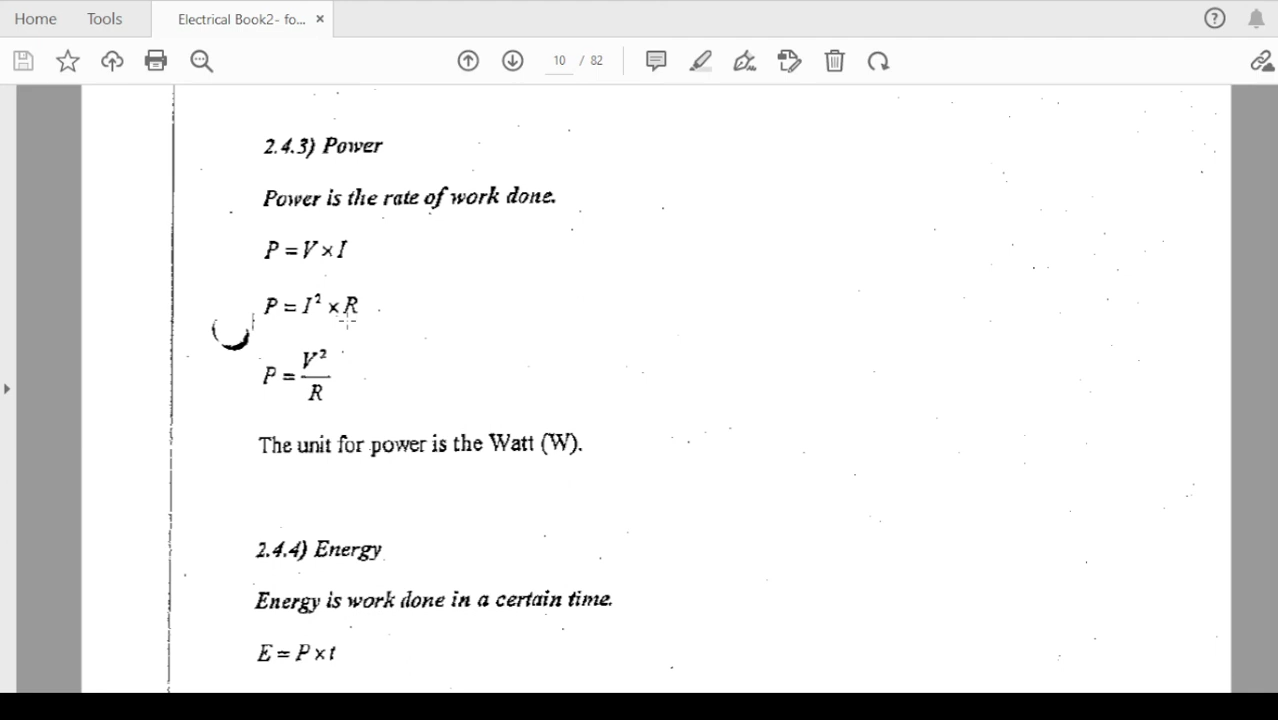 Home Tools Electrical Book2- fo... ×
10 / 82
2.4.3) Power
Power is the rate of work done.
P = V × I
P = I² × R
P = V²/R
The unit for power is the Watt (W).
2.4.4) Energy
Energy is work done in a certain time.
E = P × t